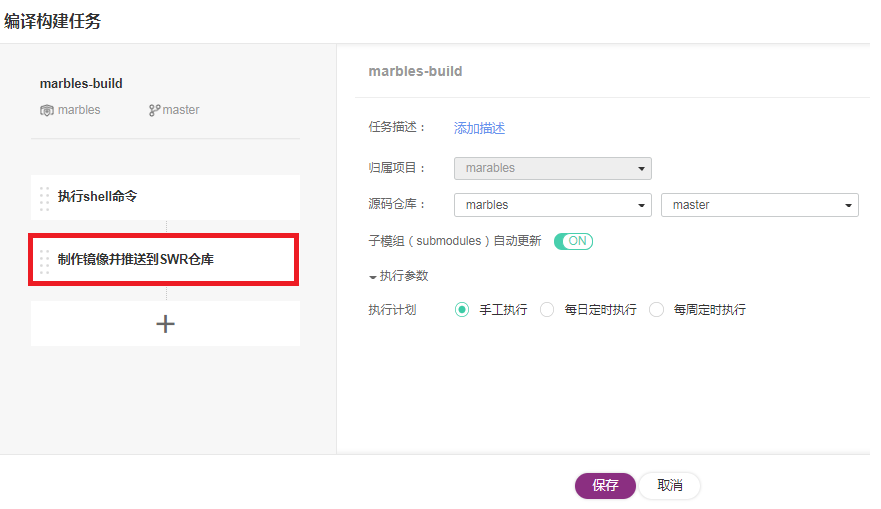 编译构建任务
marbles-build
marbles master
执行shell命令
制作镜像并推送到SWR仓库
+
marbles-build
任务描述： 添加描述
归属项目： marables
源码仓库： marbles master
子模组（submodules）自动更新 ON
执行参数
执行计划 手工执行 每日定时执行 每周定时执行
保存 取消